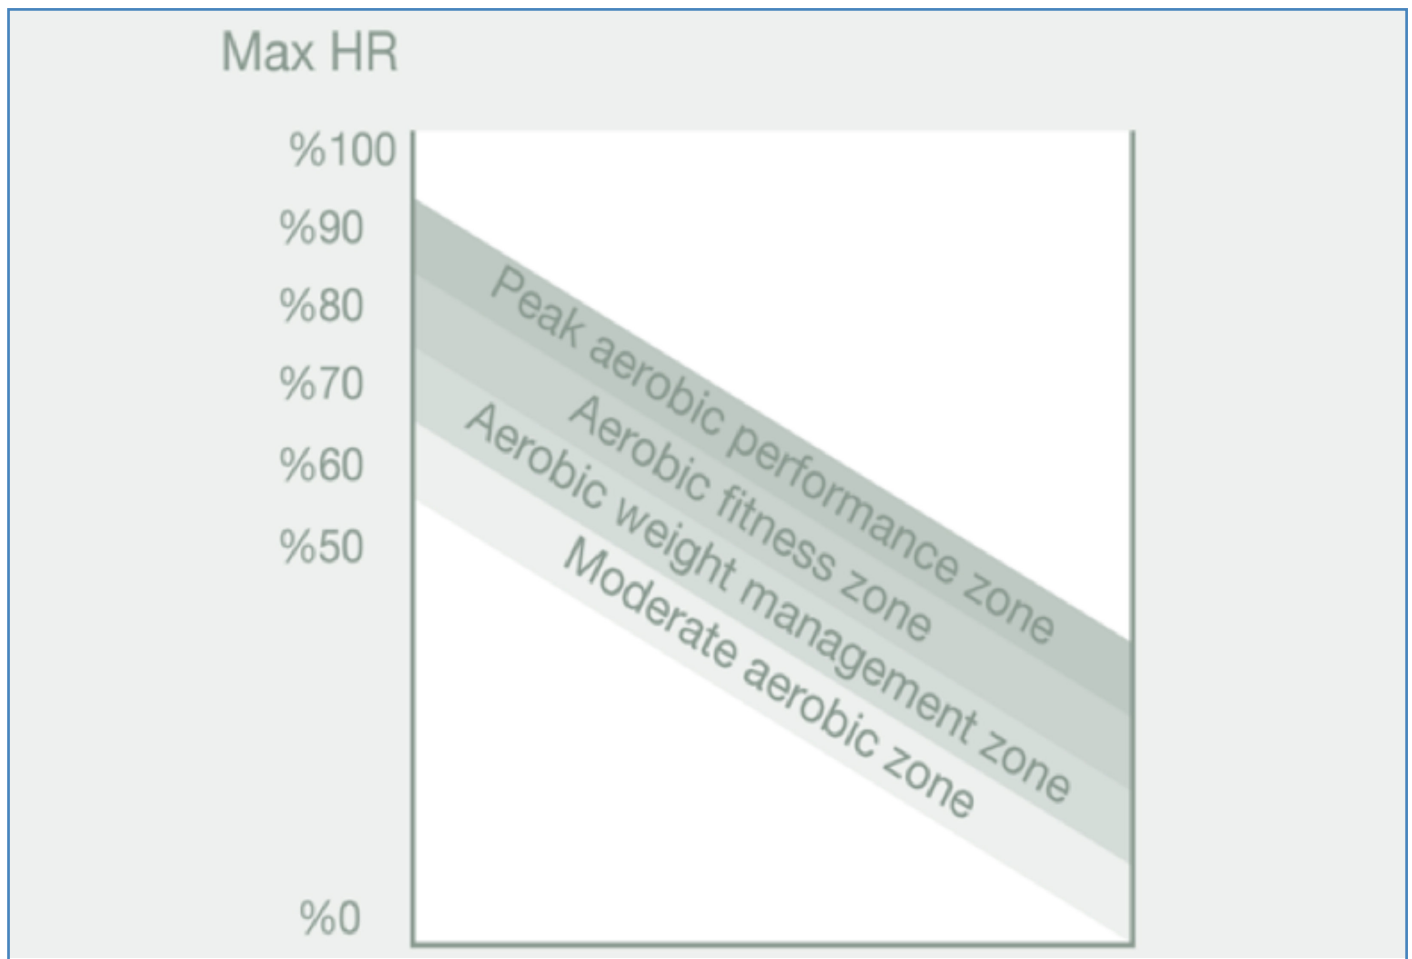 Max HR
%100
%90
%80
%70
%60
%50
%0
Peak aerobic performance zone
Aerobic fitness zone
Aerobic weight management zone
Moderate aerobic zone